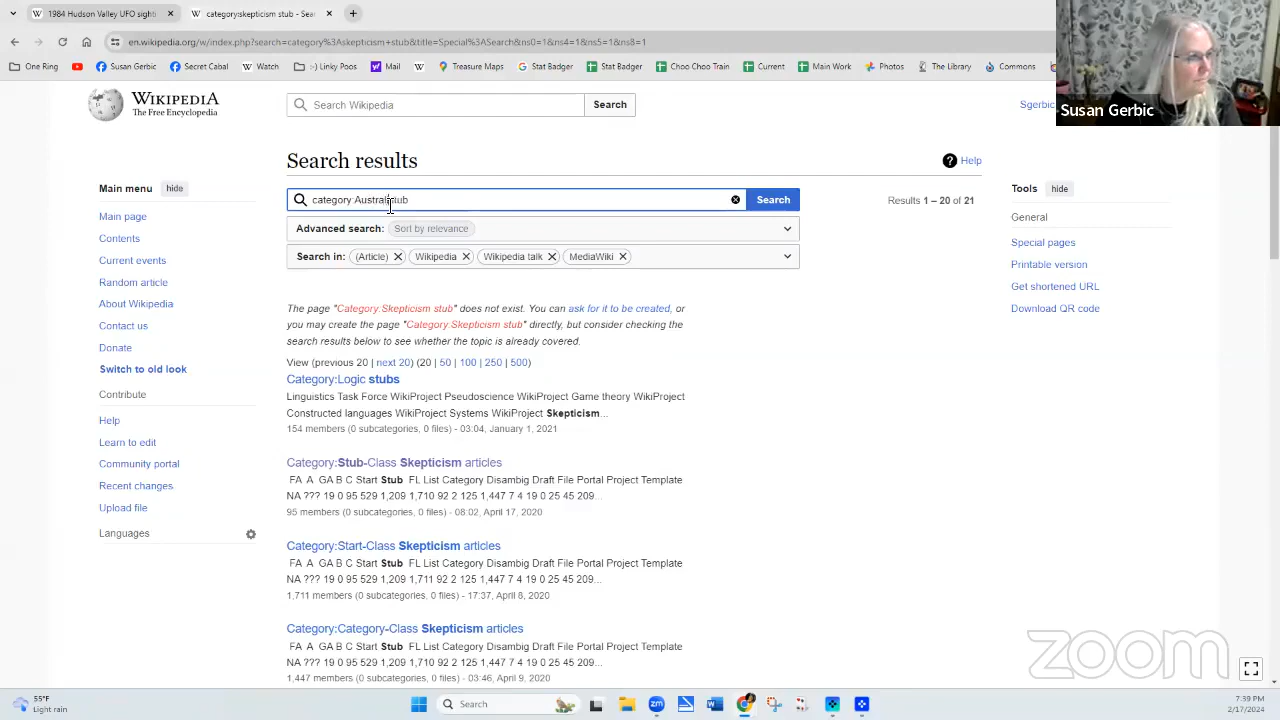 1984 Hudson Valley UFO sighti
categoryskepticism stub - Sear
en.wikipedia.org/w/index.php?search=category%3Askeptism+stub&title=Special%3ASearch&ns0=1&ns4=1&ns5=1&ns8=1
One Ring
Susan Gerbic
Secret Cabal
Watch
:-) Linky Poo
Mail
Treasure Maps
Stat Badger
Stat Badger
Choo Choo Train
Current
Main Work
Photos
The Library
Commons
WIKIPEDIA
The Free Encyclopedia
Search Wikipedia
Search
Sgerbic
Susan Gerbic
Search results
? Help
Main menu hide
Main page
Contents
Current events
Random article
About Wikipedia
Contact us
Donate
Switch to old look
Contribute
Help
Learn to edit
Community portal
Recent changes
Upload file
Languages
category Australstub
Search
Results 1 – 20 of 21
Advanced search: Sort by relevance
Search in: (Article) Wikipedia Wikipedia talk MediaWiki
The page "Category:Skepticism stub" does not exist. You can ask for it to be created, or
you may create the page "Category:Skepticism stub" directly, but consider checking the
search results below to see whether the topic is already covered.
View (previous 20 | next 20) (20 | 50 | 100 | 250 | 500)
Category:Logic stubs
Linguistics Task Force WikiProject Pseudoscience WikiProject Game theory WikiProject
Constructed languages WikiProject Systems WikiProject Skepticism...
154 members (0 subcategories, 0 files) - 03:04, January 1, 2021
Category:Stub-Class Skepticism articles
FA A GA B C Start Stub FL List Category Disambig Draft File Portal Project Template
NA ??? 19 0 95 529 1,209 1,710 92 2 125 1,447 7 4 19 0 25 45 209...
95 members (0 subcategories, 0 files) - 08:02, April 17, 2020
Category:Start-Class Skepticism articles
FA A GA B C Start Stub FL List Category Disambig Draft File Portal Project Template
NA ??? 19 0 95 529 1,209 1,711 92 2 125 1,447 7 4 19 0 25 45 209...
1,711 members (0 subcategories, 0 files) - 17:37, April 8, 2020
Category:Category-Class Skepticism articles
FA A GA B C Start Stub FL List Category Disambig Draft File Portal Project Template
NA ??? 19 0 95 529 1,209 1,711 92 2 125 1,447 7 4 19 0 25 45 209...
1,447 members (0 subcategories, 0 files) - 03:46, April 9, 2020
Tools hide
General
Special pages
Printable version
Get shortened URL
Download QR code
zoom
55°F
Light rain
Search
7:39 PM
2/17/2024